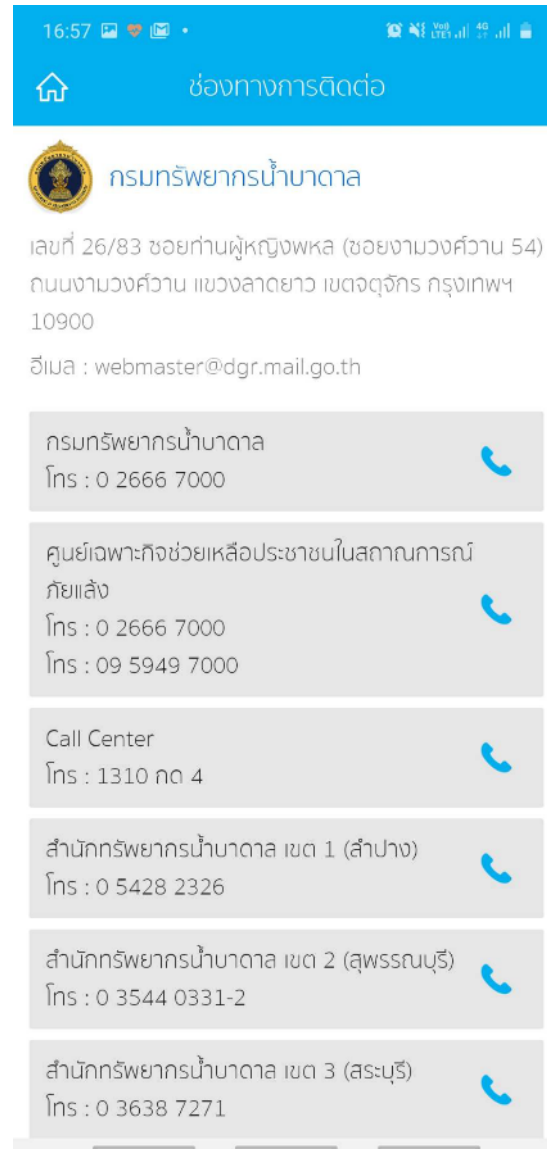 16:57
4G
ช่องทางการติดต่อ
กรมทรัพยากรน้ำบาดาล
เลขที่ 26/83 ซอยท่านผู้หญิงพหล (ซอยงามวงศ์วาน 54)
ถนนงามวงศ์วาน แขวงลาดยาว เขตจตุจักร กรุงเทพฯ
10900
อีเมล : webmaster@dgr.mail.go.th
กรมทรัพยากรน้ำบาดาล
โทร : 0 2666 7000
ศูนย์เฉพาะกิจช่วยเหลือประชาชนในสถาณการณ์
ภัยแล้ง
โทร : 0 2666 7000
โทร : 09 5949 7000
Call Center
โทร : 1310 กด 4
สำนักทรัพยากรน้ำบาดาล เขต 1 (ลำปาง)
โทร : 0 5428 2326
สำนักทรัพยากรน้ำบาดาล เขต 2 (สุพรรณบุรี)
โทร : 0 3544 0331-2
สำนักทรัพยากรน้ำบาดาล เขต 3 (สระบุรี)
โทร : 0 3638 7271